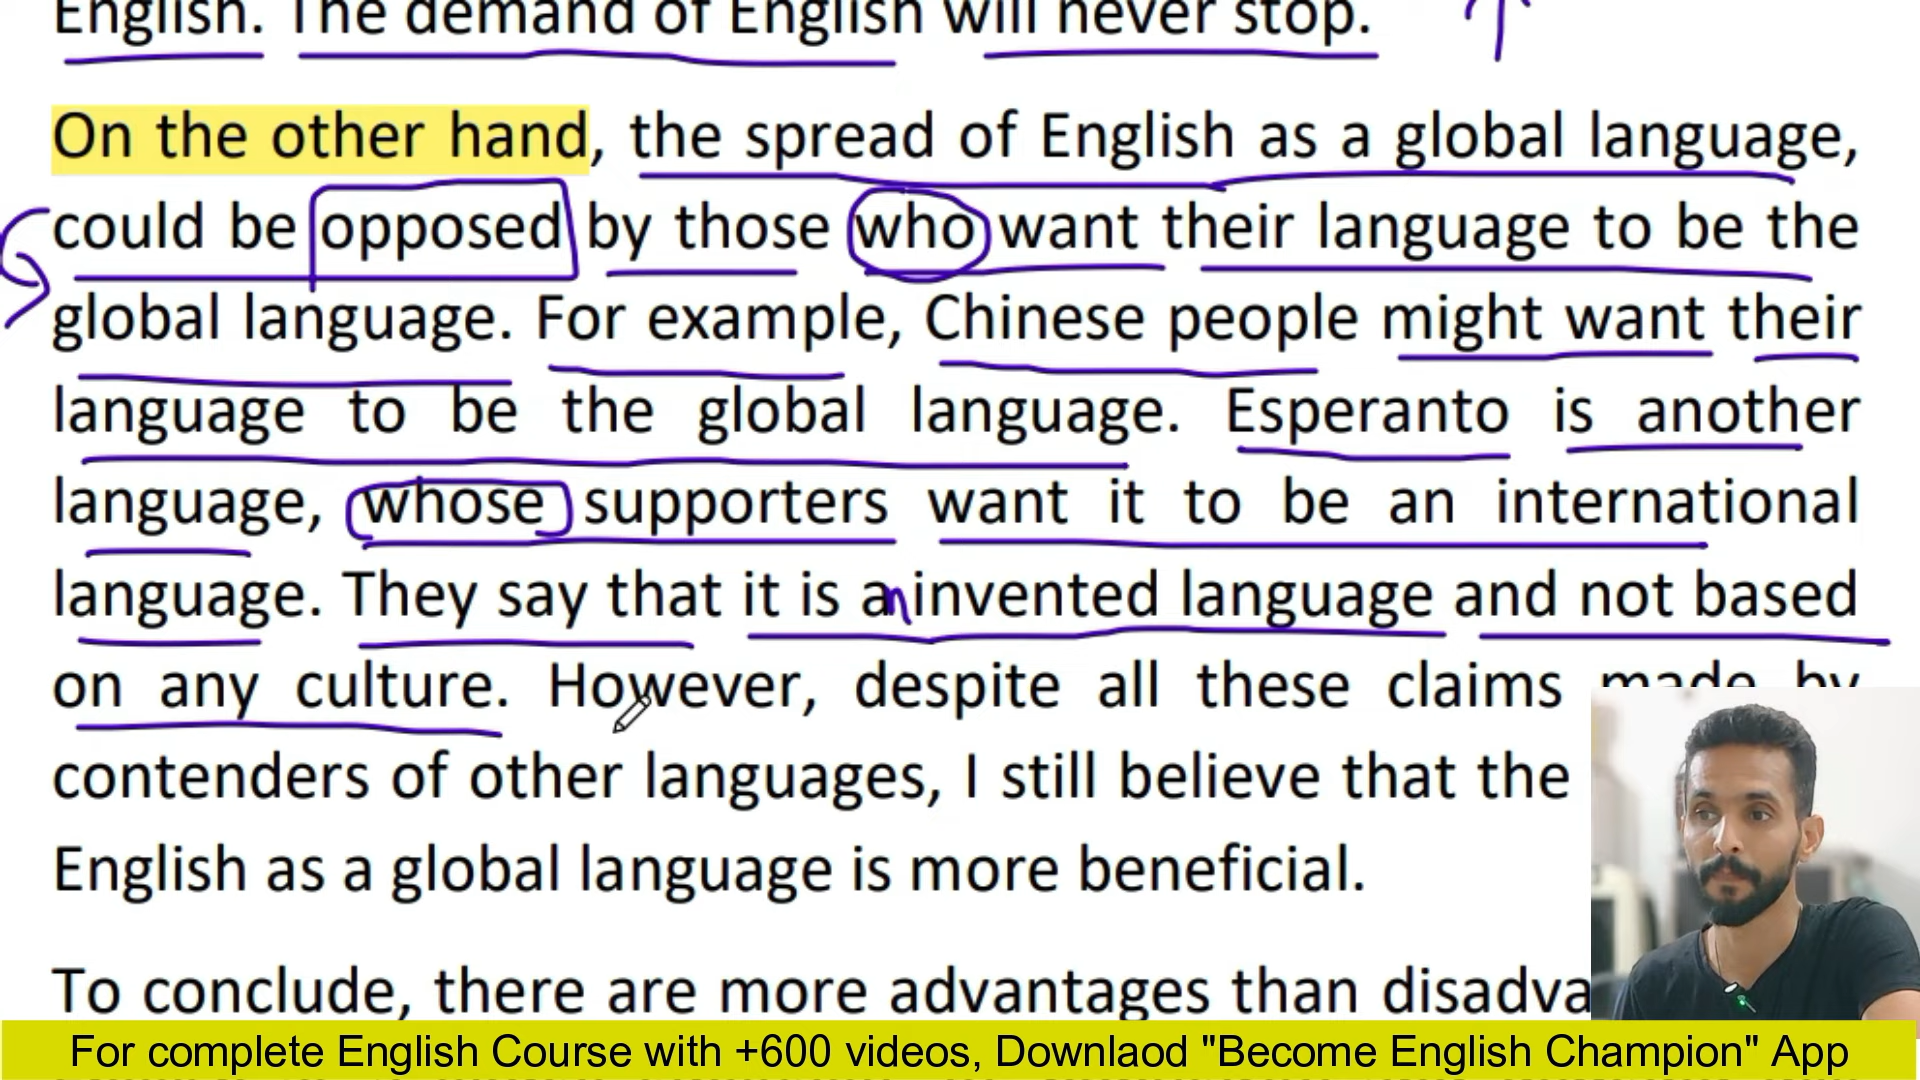 English. The demand of English will never stop.
On the other hand, the spread of English as a global language,
could be opposed by those who want their language to be the
global language. For example, Chinese people might want their
language to be the global language. Esperanto is another
language, whose supporters want it to be an international
language. They say that it is an invented language and not based
on any culture. However, despite all these claims made by
contenders of other languages, I still believe that the
English as a global language is more beneficial.
To conclude, there are more advantages than
For complete English Course with +600 videos, Downlaod "Become English Champion" App